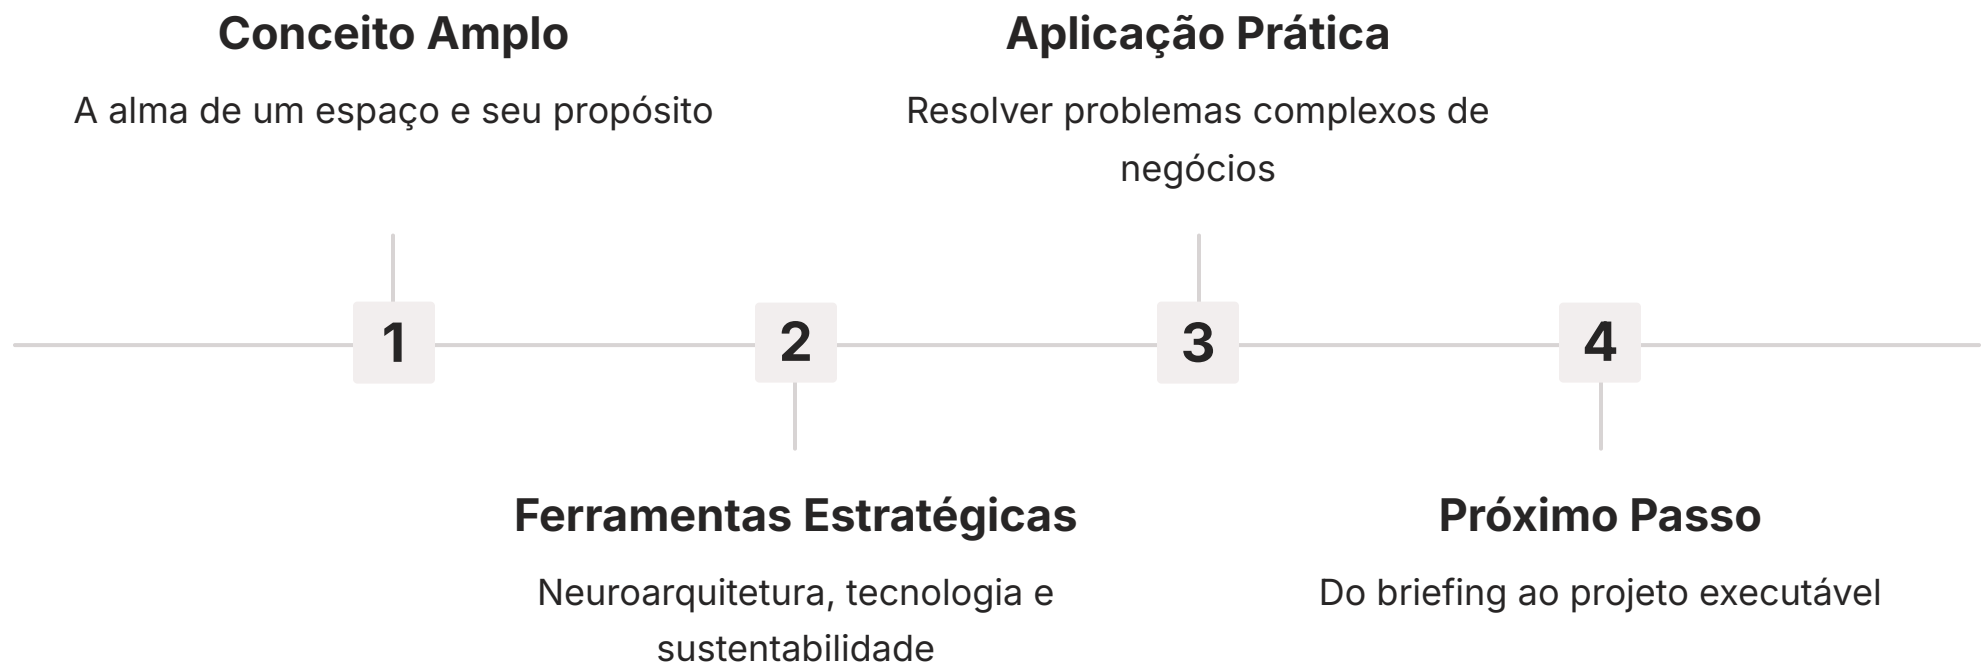 Conceito Amplo
A alma de um espaço e seu propósito
Aplicação Prática
Resolver problemas complexos de
negócios
1
2
3
4
Ferramentas Estratégicas
Neuroarquitetura, tecnologia e
sustentabilidade
Próximo Passo
Do briefing ao projeto executável